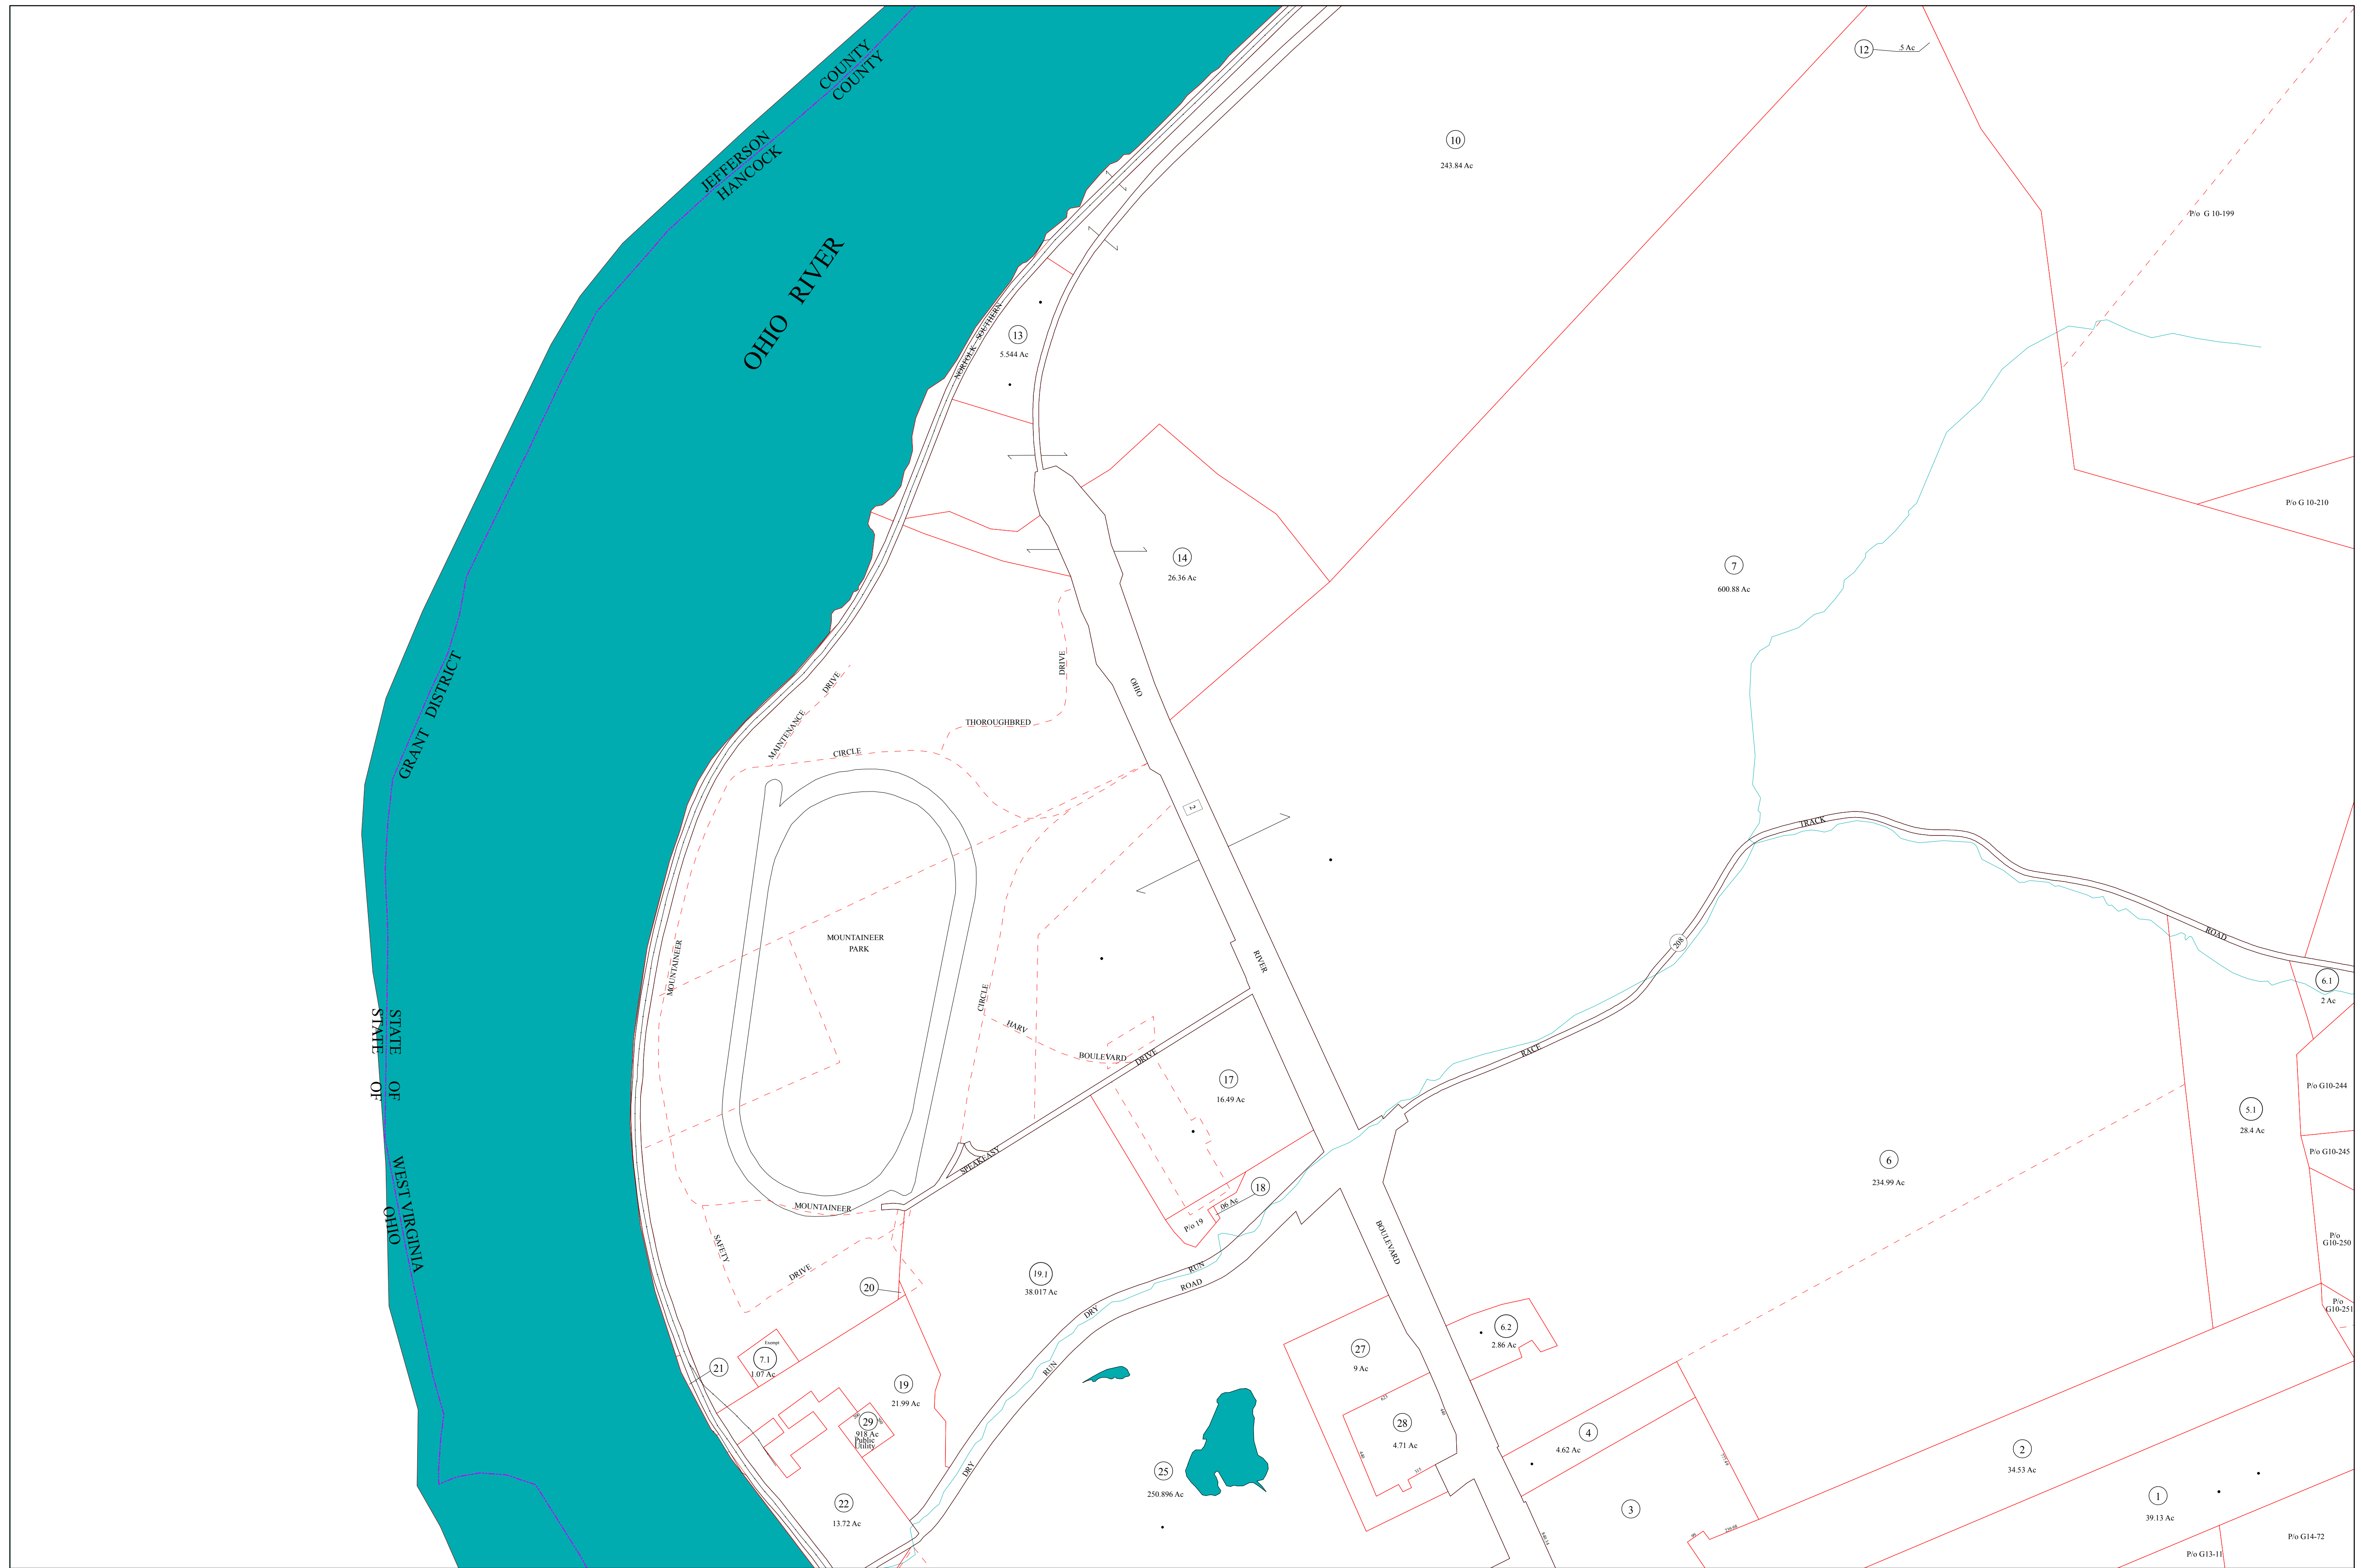 COUNTY
COUNTY
12
.5 Ac
JEFFERSON
HANCOCK
10
243.84 Ac
P/o G 10-199
OHIO RIVER
NORFOLK SOUTHERN
13
5.544 Ac
P/o G 10-210
14
26.36 Ac
7
600.88 Ac
GRANT DISTRICT
MAINTENANCE DRIVE
DRIVE
OHIO
THOROUGHBRED
CIRCLE
2
TRACK
MOUNTAINEER
PARK
MOUNTAINEER
208
ROAD
RIVER
CIRCLE
6.1
2 Ac
STATE OF WEST VIRGINIA
STATE OF OHIO
HARV
BOULEVARD
DRIVE
RACE
17
16.49 Ac
P/o G10-244
5.1
28.4 Ac
P/o G10-245
SPEAKEASY
6
234.99 Ac
18
.06 Ac
P/o 19
MOUNTAINEER
P/o
G10-250
BOULEVARD
SAFETY
DRIVE
RUN
ROAD
20
19.1
38.017 Ac
DRY
P/o
G10-251
6.2
2.86 Ac
Exempt
7.1
1.07 Ac
21
27
9 Ac
RUN
19
21.99 Ac
625
440
29
.918 Ac
Public
Utility
28
4.71 Ac
4
4.62 Ac
2
34.53 Ac
DRY
25
250.896 Ac
315
22
13.72 Ac
3
1
39.13 Ac
P/o G14-72
P/o G13-11